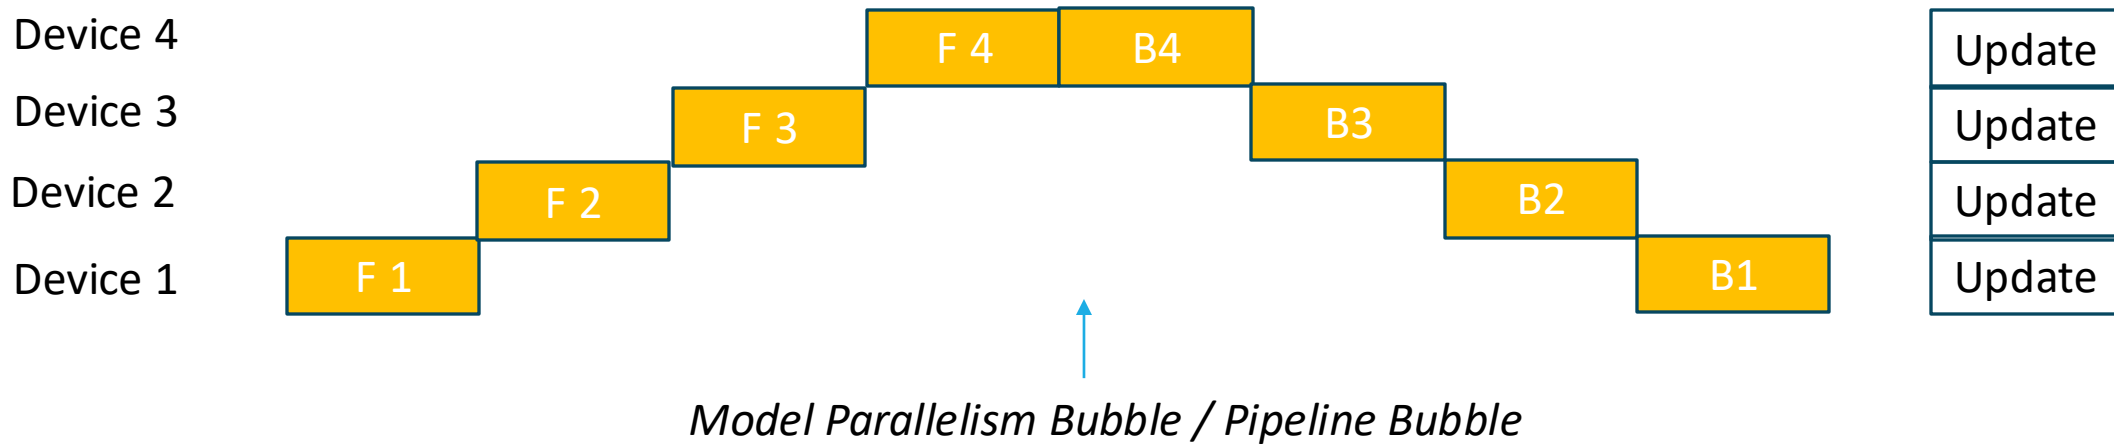 Device 4 F 4 B4 Update
Device 3 F 3 B3 Update
Device 2 F 2 B2 Update
Device 1 F 1 B1 Update
Model Parallelism Bubble / Pipeline Bubble